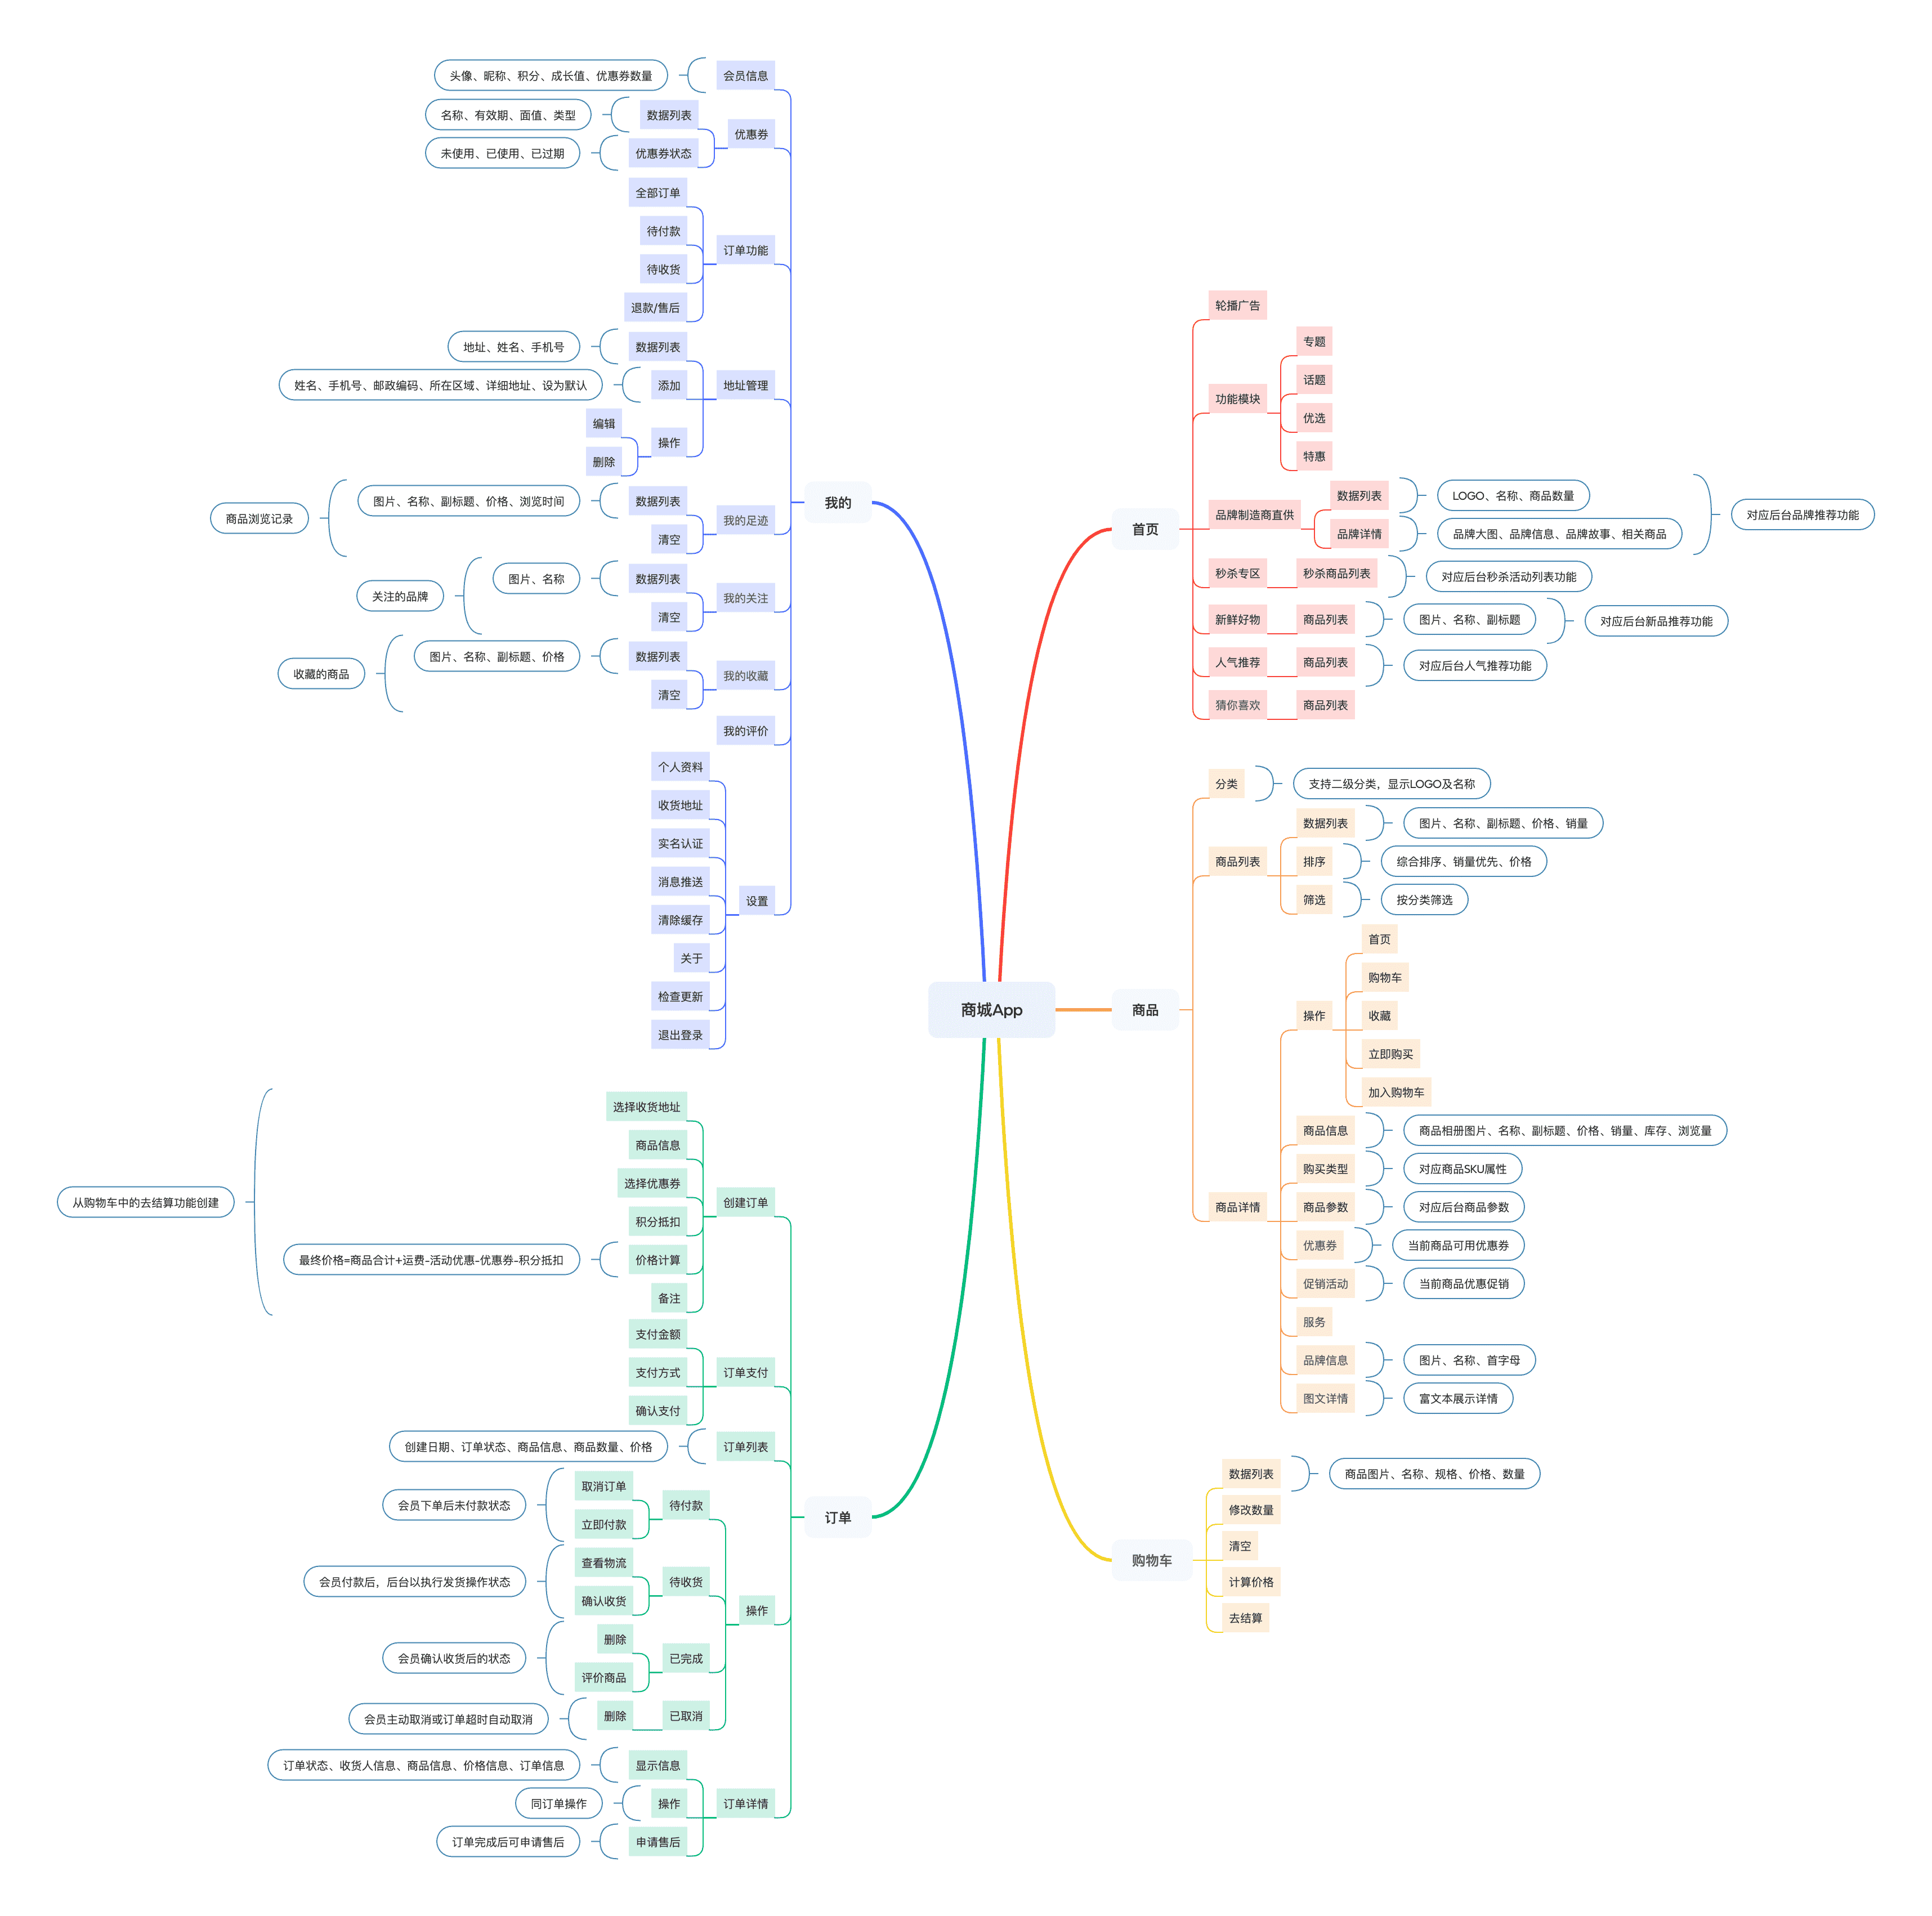 商城App
首页
轮播广告
功能模块
专题
话题
优选
特惠
品牌制造商直供
数据列表
LOGO、名称、商品数量
品牌详情
品牌大图、品牌信息、品牌故事、相关商品
对应后台品牌推荐功能
秒杀专区
秒杀商品列表
对应后台秒杀活动列表功能
新鲜好物
商品列表
图片、名称、副标题
对应后台新品推荐功能
人气推荐
商品列表
对应后台人气推荐功能
猜你喜欢
商品列表
商品
分类
支持二级分类，显示LOGO及名称
商品列表
数据列表
图片、名称、副标题、价格、销量
排序
综合排序、销量优先、价格
筛选
按分类筛选
商品详情
操作
首页
购物车
收藏
立即购买
加入购物车
商品信息
商品相册图片、名称、副标题、价格、销量、库存、浏览量
购买类型
对应商品SKU属性
商品参数
对应后台商品参数
优惠券
当前商品可用优惠券
促销活动
当前商品优惠促销
服务
品牌信息
图片、名称、首字母
图文详情
富文本展示详情
购物车
数据列表
商品图片、名称、规格、价格、数量
修改数量
清空
计算价格
去结算
我的
会员信息
头像、昵称、积分、成长值、优惠券数量
优惠券
数据列表
名称、有效期、面值、类型
优惠券状态
未使用、已使用、已过期
订单功能
全部订单
待付款
待收货
退款/售后
地址管理
数据列表
地址、姓名、手机号
添加
姓名、手机号、邮政编码、所在区域、详细地址、设为默认
操作
编辑
删除
我的足迹
数据列表
图片、名称、副标题、价格、浏览时间
清空
商品浏览记录
我的关注
数据列表
图片、名称
清空
关注的品牌
我的收藏
数据列表
图片、名称、副标题、价格
清空
收藏的商品
我的评价
设置
个人资料
收货地址
实名认证
消息推送
清除缓存
关于
检查更新
退出登录
订单
创建订单
选择收货地址
商品信息
选择优惠券
积分抵扣
价格计算
最终价格=商品合计+运费-活动优惠-优惠券-积分抵扣
备注
从购物车中的去结算功能创建
订单支付
支付金额
支付方式
确认支付
订单列表
创建日期、订单状态、商品信息、商品数量、价格
操作
待付款
取消订单
立即付款
会员下单后未付款状态
待收货
查看物流
确认收货
会员付款后，后台以执行发货操作状态
已完成
删除
评价商品
会员确认收货后的状态
已取消
删除
会员主动取消或订单超时自动取消
订单详情
显示信息
订单状态、收货人信息、商品信息、价格信息、订单信息
操作
同订单操作
申请售后
订单完成后可申请售后